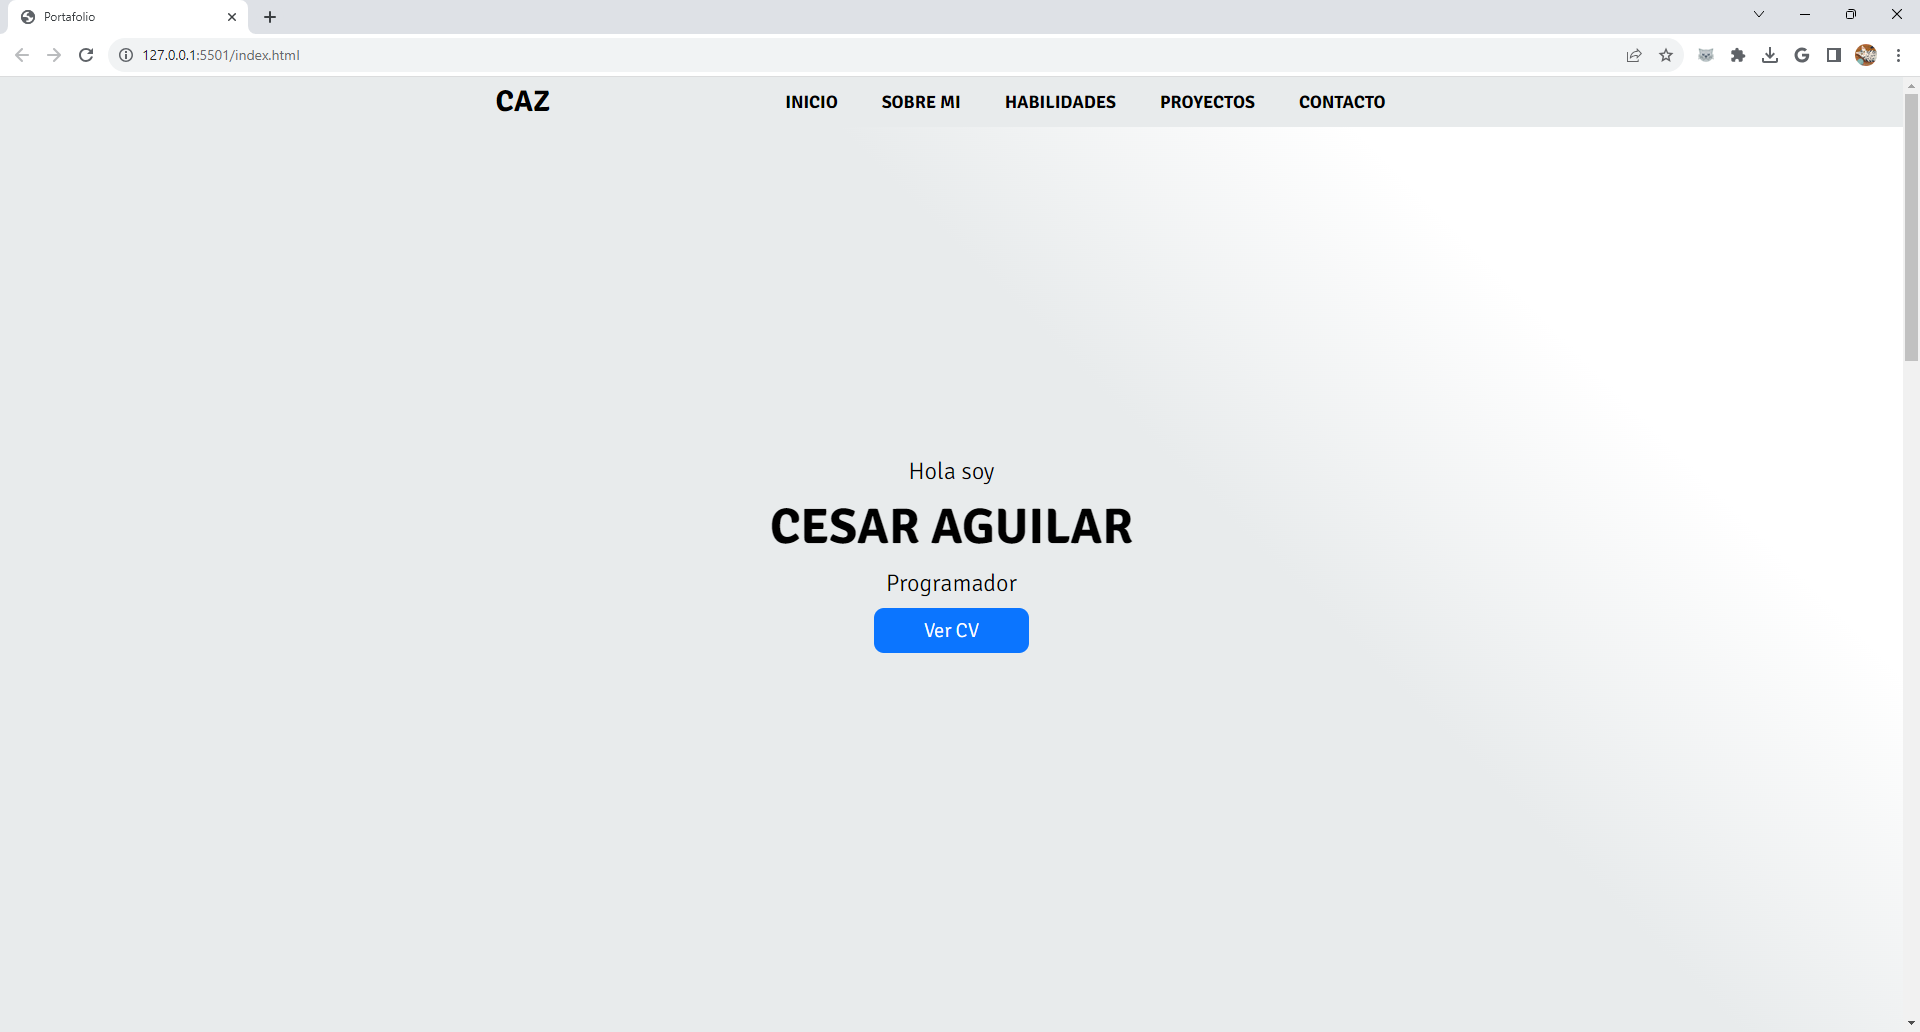 Portafolio
127.0.0.1:5501/index.html
CAZ INICIO SOBRE MI HABILIDADES PROYECTOS CONTACTO
Hola soy
CESAR AGUILAR
Programador
Ver CV